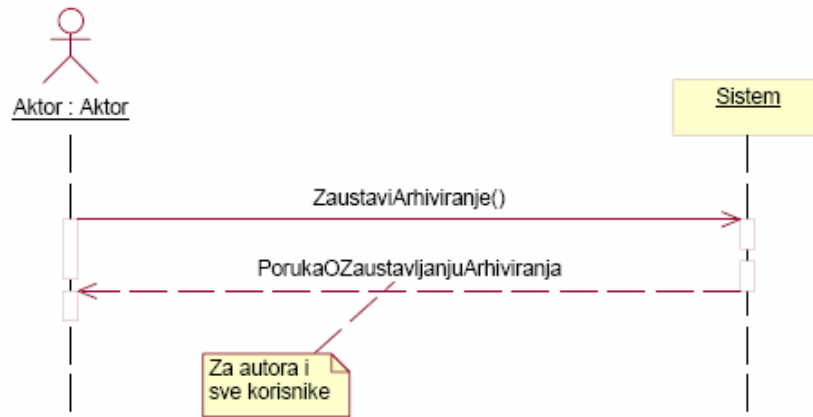 Aktor : Aktor
Sistem
ZaustaviArhiviranje()
PorukaOZaustavljanjuArhiviranja
Za autora i
sve korisnike